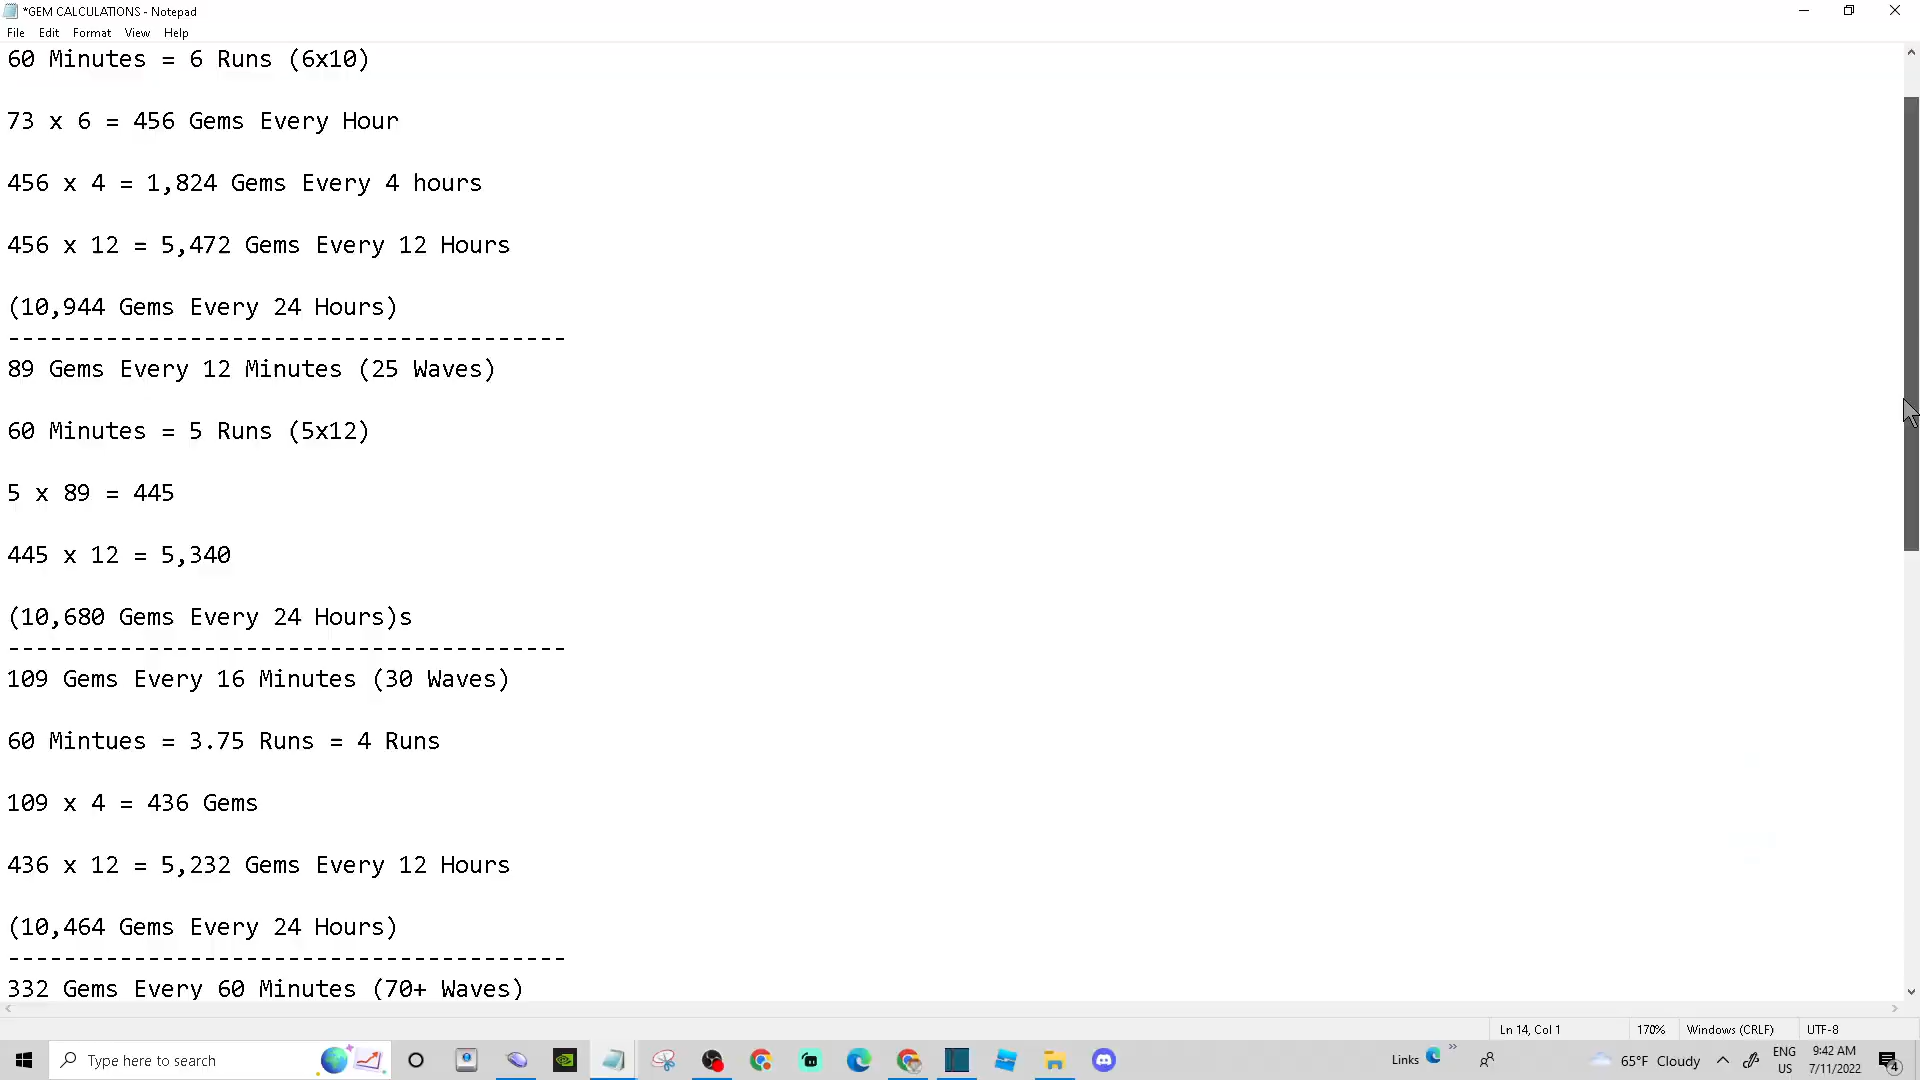 *GEM CALCULATIONS - Notepad
File Edit Format View Help
60 Minutes = 6 Runs (6x10)
73 x 6 = 456 Gems Every Hour
456 x 4 = 1,824 Gems Every 4 hours
456 x 12 = 5,472 Gems Every 12 Hours
(10,944 Gems Every 24 Hours)
----------------------------------------
89 Gems Every 12 Minutes (25 Waves)
60 Minutes = 5 Runs (5x12)
5 x 89 = 445
445 x 12 = 5,340
(10,680 Gems Every 24 Hours)s
----------------------------------------
109 Gems Every 16 Minutes (30 Waves)
60 Mintues = 3.75 Runs = 4 Runs
109 x 4 = 436 Gems
436 x 12 = 5,232 Gems Every 12 Hours
(10,464 Gems Every 24 Hours)
----------------------------------------
332 Gems Every 60 Minutes (70+ Waves)
Ln 14, Col 1 170% Windows (CRLF) UTF-8
Type here to search
Links
65°F Cloudy
ENG
US
9:42 AM
7/11/2022
4